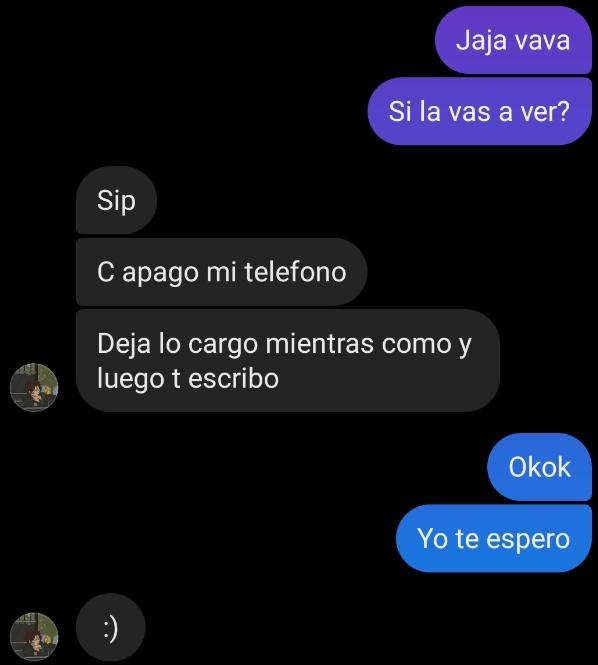 Jaja vava
Si la vas a ver?
Sip
C apago mi telefono
Deja lo cargo mientras como y
luego t escribo
Okok
Yo te espero
:)